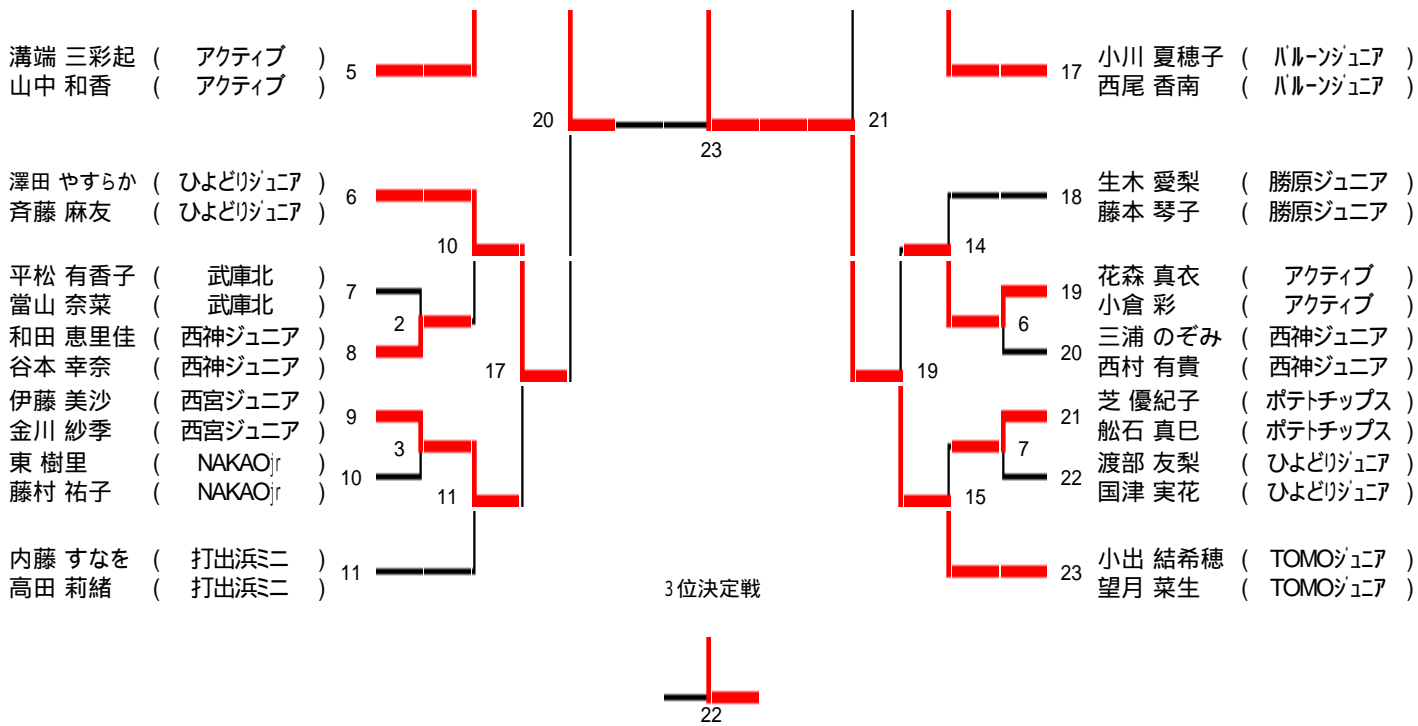 溝端 三彩起 ( アクティブ )
山中 和香 ( アクティブ )
5
澤田 やすらか ( ひよどりジュニア )
斉藤 麻友 ( ひよどりジュニア )
6
平松 有香子 ( 武庫北 )
當山 奈菜 ( 武庫北 )
7
和田 恵里佳 ( 西神ジュニア )
谷本 幸奈 ( 西神ジュニア )
8
伊藤 美沙 ( 西宮ジュニア )
金川 紗季 ( 西宮ジュニア )
9
東 樹里 ( NAKAOjr )
藤村 祐子 ( NAKAOjr )
10
内藤 すなを ( 打出浜ミニ )
高田 莉緒 ( 打出浜ミニ )
11
2
3
10
11
17
20
23
21
19
14
15
6
7
3位決定戦
22
17
小川 夏穂子 ( バルーンジュニア )
西尾 香南 ( バルーンジュニア )
18
生木 愛梨 ( 勝原ジュニア )
藤本 琴子 ( 勝原ジュニア )
19
花森 真衣 ( アクティブ )
小倉 彩 ( アクティブ )
20
三浦 のぞみ ( 西神ジュニア )
西村 有貴 ( 西神ジュニア )
21
芝 優紀子 ( ポテトチップス )
舩石 真巳 ( ポテトチップス )
22
渡部 友梨 ( ひよどりジュニア )
国津 実花 ( ひよどりジュニア )
23
小出 結希穂 ( TOMOジュニア )
望月 菜生 ( TOMOジュニア )